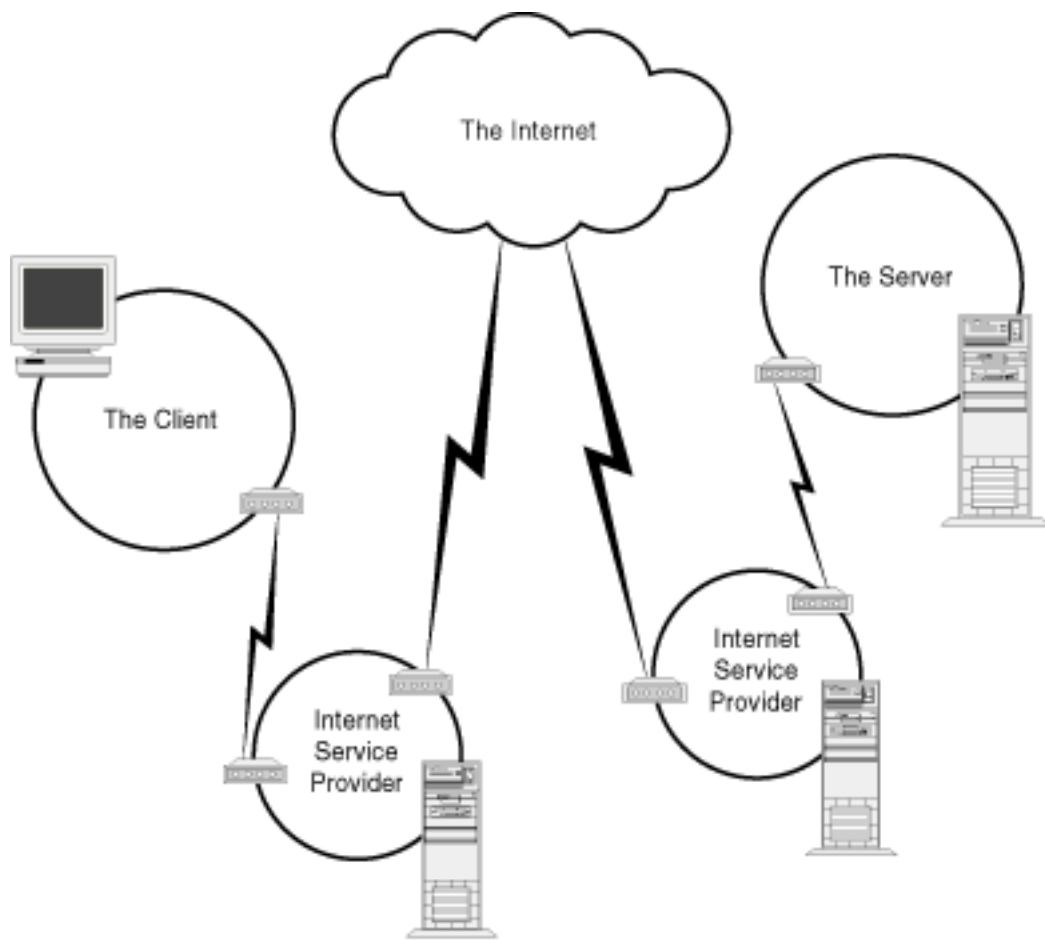 The Internet
The Server
The Client
Internet
Service
Provider
Internet
Service
Provider